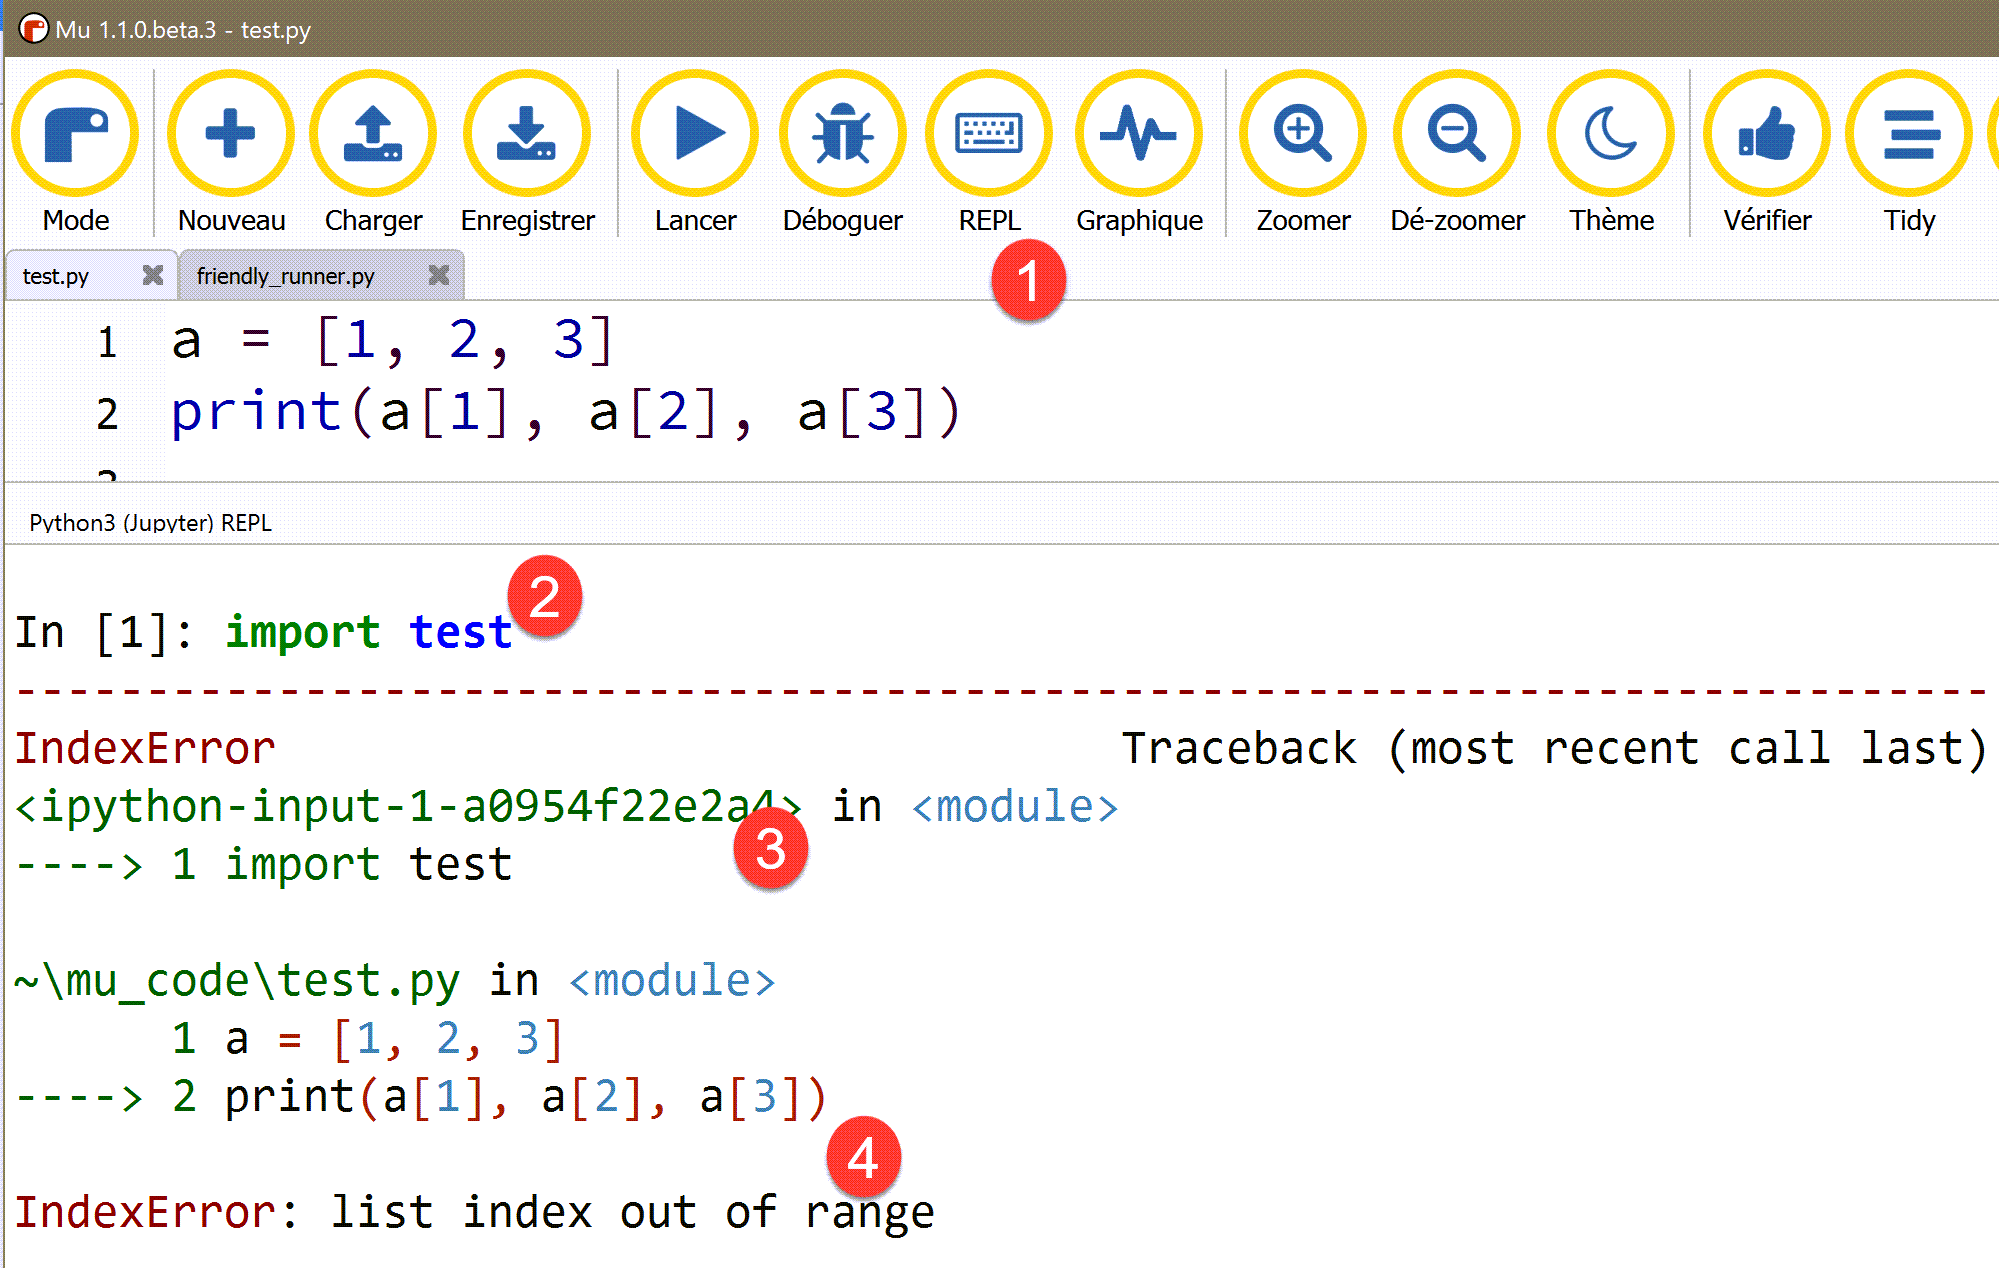 Mu 1.1.0.beta.3 - test.py
Mode Nouveau Charger Enregistrer Lancer Déboguer REPL Graphique Zoomer Dé-zoomer Thème Vérifier Tidy
test.py friendly_runner.py
1
1 a = [1, 2, 3]
2 print(a[1], a[2], a[3])
Python3 (Jupyter) REPL
2
In [1]: import test
---------------------------------------------------------------------------
IndexError Traceback (most recent call last)
<ipython-input-1-a0954f22e2a4> in <module>
3
----> 1 import test
~\mu_code\test.py in <module>
1 a = [1, 2, 3]
----> 2 print(a[1], a[2], a[3])
4
IndexError: list index out of range